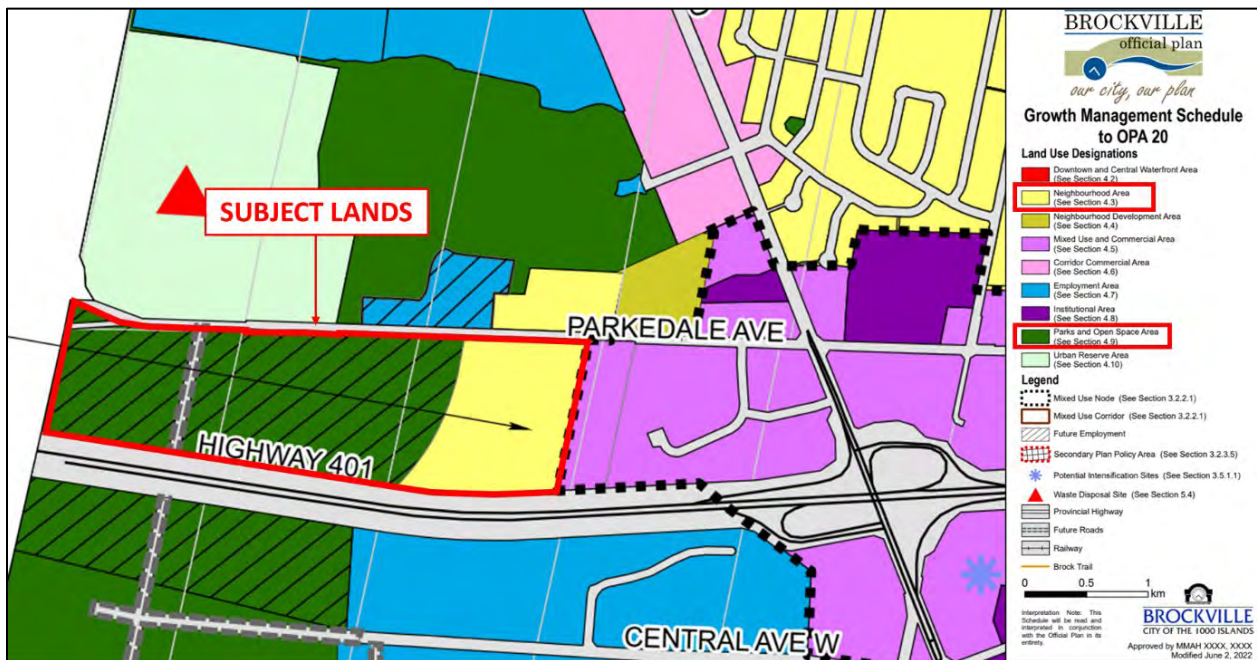 SUBJECT LANDS
PARKEDALE AVE
HIGHWAY 401
CENTRAL AVE W
BROCKVILLE
official plan
our city, our plan
Growth Management Schedule
to OPA 20
Land Use Designations
Downtown and Central Waterfront Area
(See Section 4.2)
Neighbourhood Area
(See Section 4.3)
Neighbourhood Development Area
(See Section 4.4)
Mixed Use and Commercial Area
(See Section 4.5)
Corridor Commercial Area
(See Section 4.6)
Employment Area
(See Section 4.7)
Institutional Area
(See Section 4.8)
Parks and Open Space Area
(See Section 4.9)
Urban Reserve Area
(See Section 4.10)
Legend
Mixed Use Node (See Section 3.2.2.1)
Mixed Use Corridor (See Section 3.2.2.1)
Future Employment
Secondary Plan Policy Area (See Section 3.2.3.5)
Potential Intensification Sites (See Section 3.5.1.1)
Waste Disposal Site (See Section 5.4)
Provincial Highway
Future Roads
Railway
Brock Trail
0 0.5 1
km
Interpretation Note: This
Schedule will be read and
interpreted in conjunction
with the Official Plan in its
entirety.
BROCKVILLE
CITY OF THE 1000 ISLANDS
Approved by MMAH XXXX, XXXX
Modified June 2, 2022